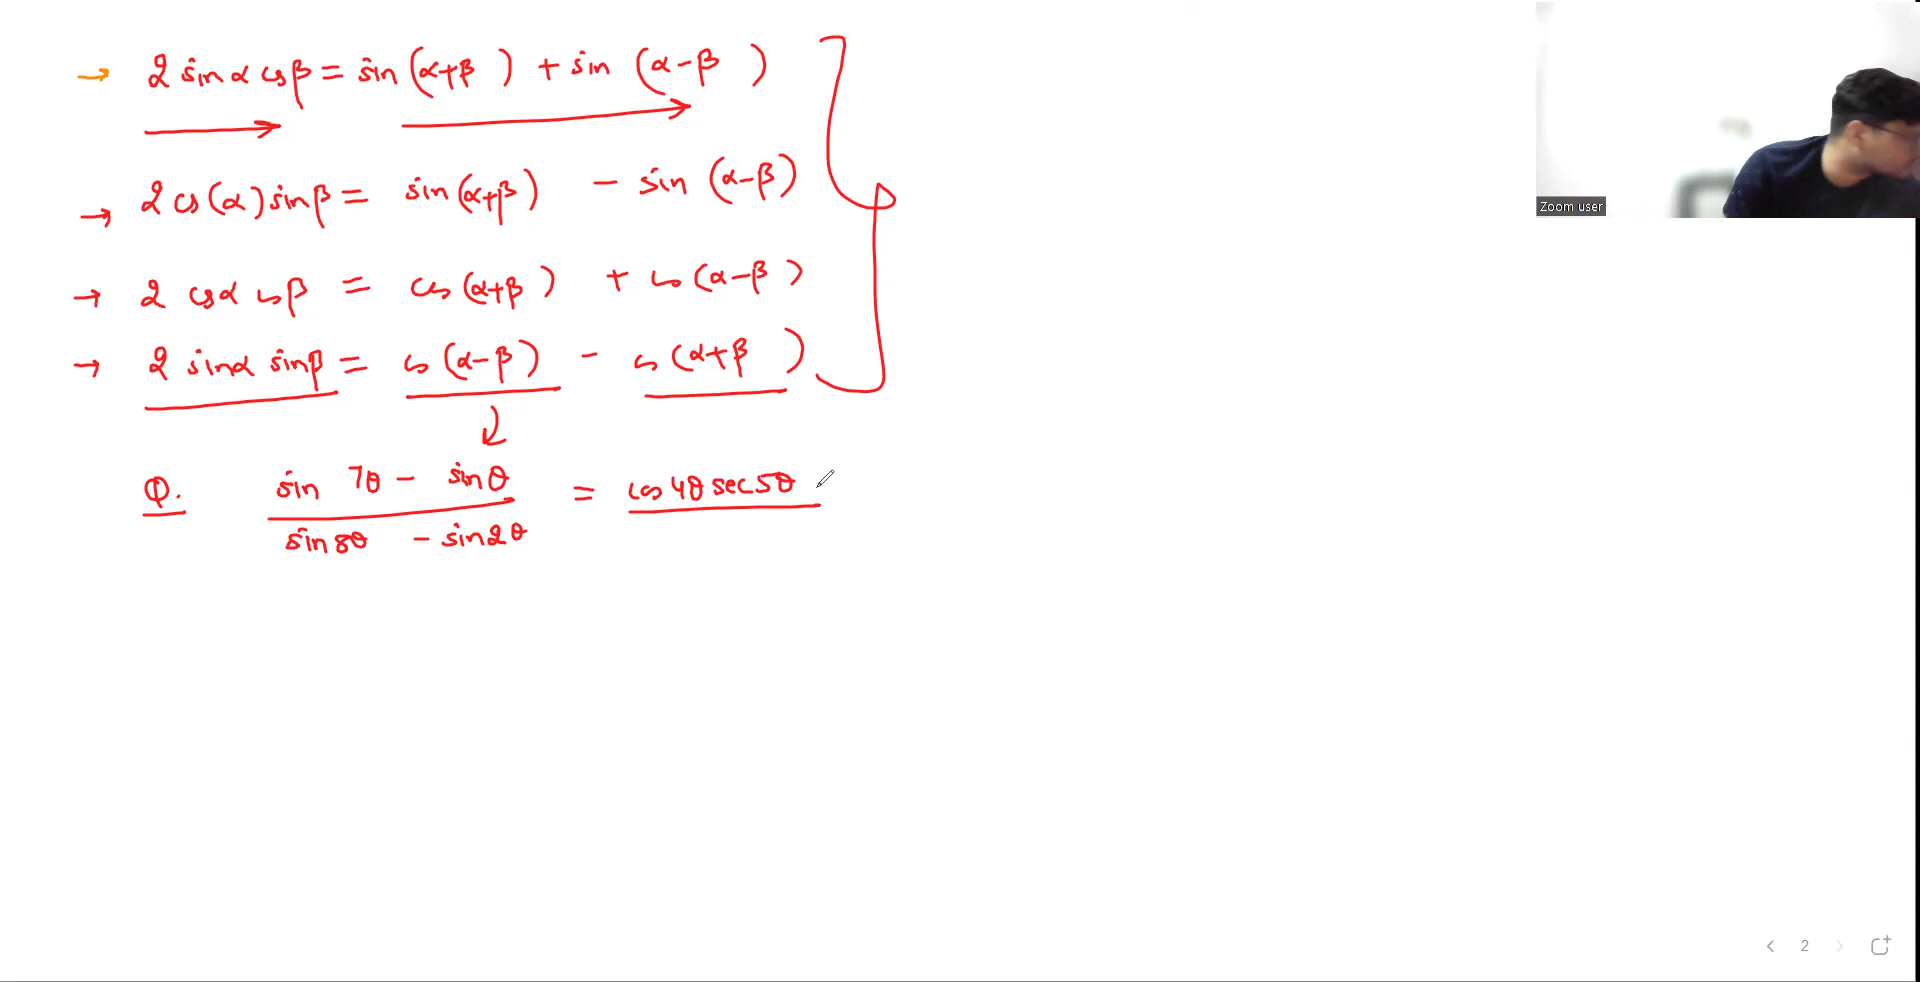 → 2 sin α cos β = sin (α+β) + sin (α-β)
→ 2 cos(α) sin β = sin(α+β) - sin (α-β)
→ 2 cos α cos β = cos (α+β) + cos (α-β)
→ 2 sin α sin β = cos (α-β) - cos (α+β)
Q. sin 7θ - sin θ / sin 8θ - sin 2θ = cos 4θ sec 5θ
Zoom user
2